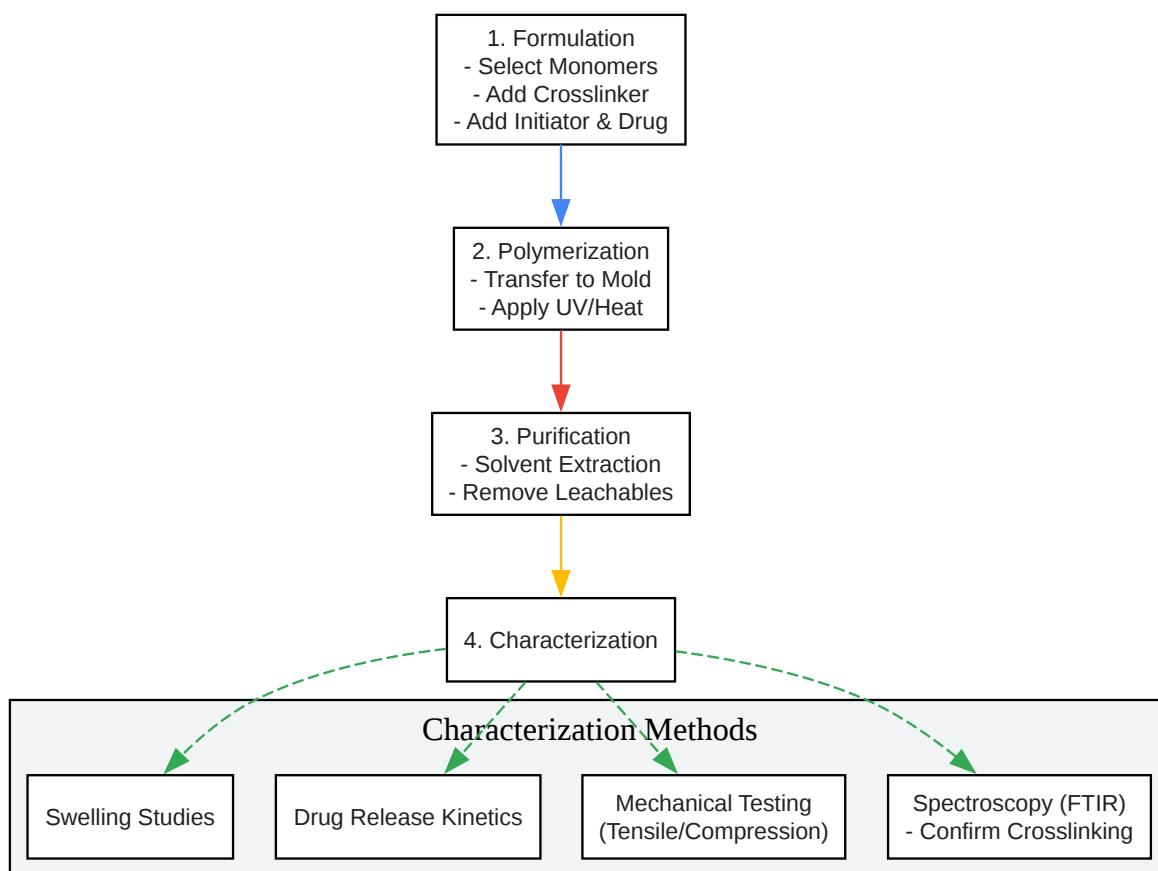 1. Formulation
- Select Monomers
- Add Crosslinker
- Add Initiator & Drug
2. Polymerization
- Transfer to Mold
- Apply UV/Heat
3. Purification
- Solvent Extraction
- Remove Leachables
4. Characterization
Characterization Methods
Swelling Studies
Drug Release Kinetics
Mechanical Testing
(Tensile/Compression)
Spectroscopy (FTIR)
- Confirm Crosslinking